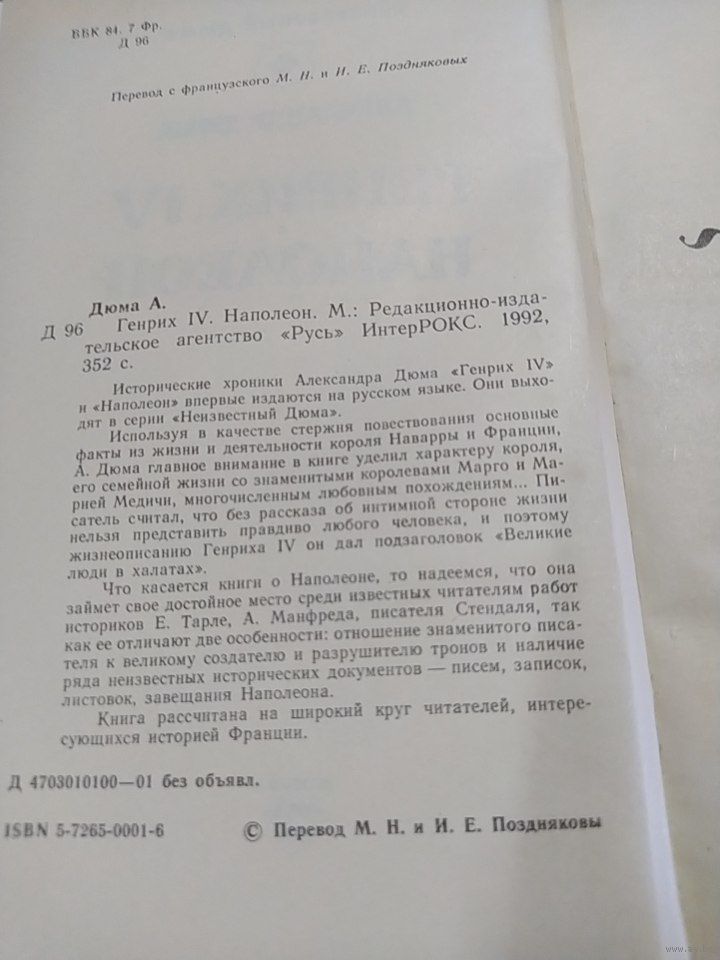 ББК 84. 7 Фр.
Д 96
Перевод с французского М. Н. и И. Е. Поздняковых
Дюма А.
Д 96 Генрих IV. Наполеон. М.: Редакционно-изда-
тельское агентство «Русь» ИнтерРОКС. 1992,
352 с.
Исторические хроники Александра Дюма «Генрих IV»
и «Наполеон» впервые издаются на русском языке. Они выхо-
дят в серии «Неизвестный Дюма».
Используя в качестве стержня повествования основные
факты из жизни и деятельности короля Наварры и Франции,
А. Дюма главное внимание в книге уделил характеру короля,
его семейной жизни со знаменитыми королевами Марго и Ма-
рией Медичи, многочисленным любовным похождениям... Пи-
сатель считал, что без рассказа об интимной стороне жизни
нельзя представить правдиво любого человека, и поэтому
жизнеописанию Генриха IV он дал подзаголовок «Великие
люди в халатах».
Что касается книги о Наполеоне, то надеемся, что она
займет свое достойное место среди известных читателям работ
историков Е. Тарле, А. Манфреда, писателя Стендаля, так
как ее отличают две особенности: отношение знаменитого писа-
теля к великому создателю и разрушителю тронов и наличие
ряда неизвестных исторических документов — писем, записок,
листовок, завещания Наполеона.
Книга рассчитана на широкий круг читателей, интере-
сующихся историей Франции.
Д 4703010100—01 без объявл.
ISBN 5-7265-0001-6 © Перевод М. Н. и И. Е. Поздняковы